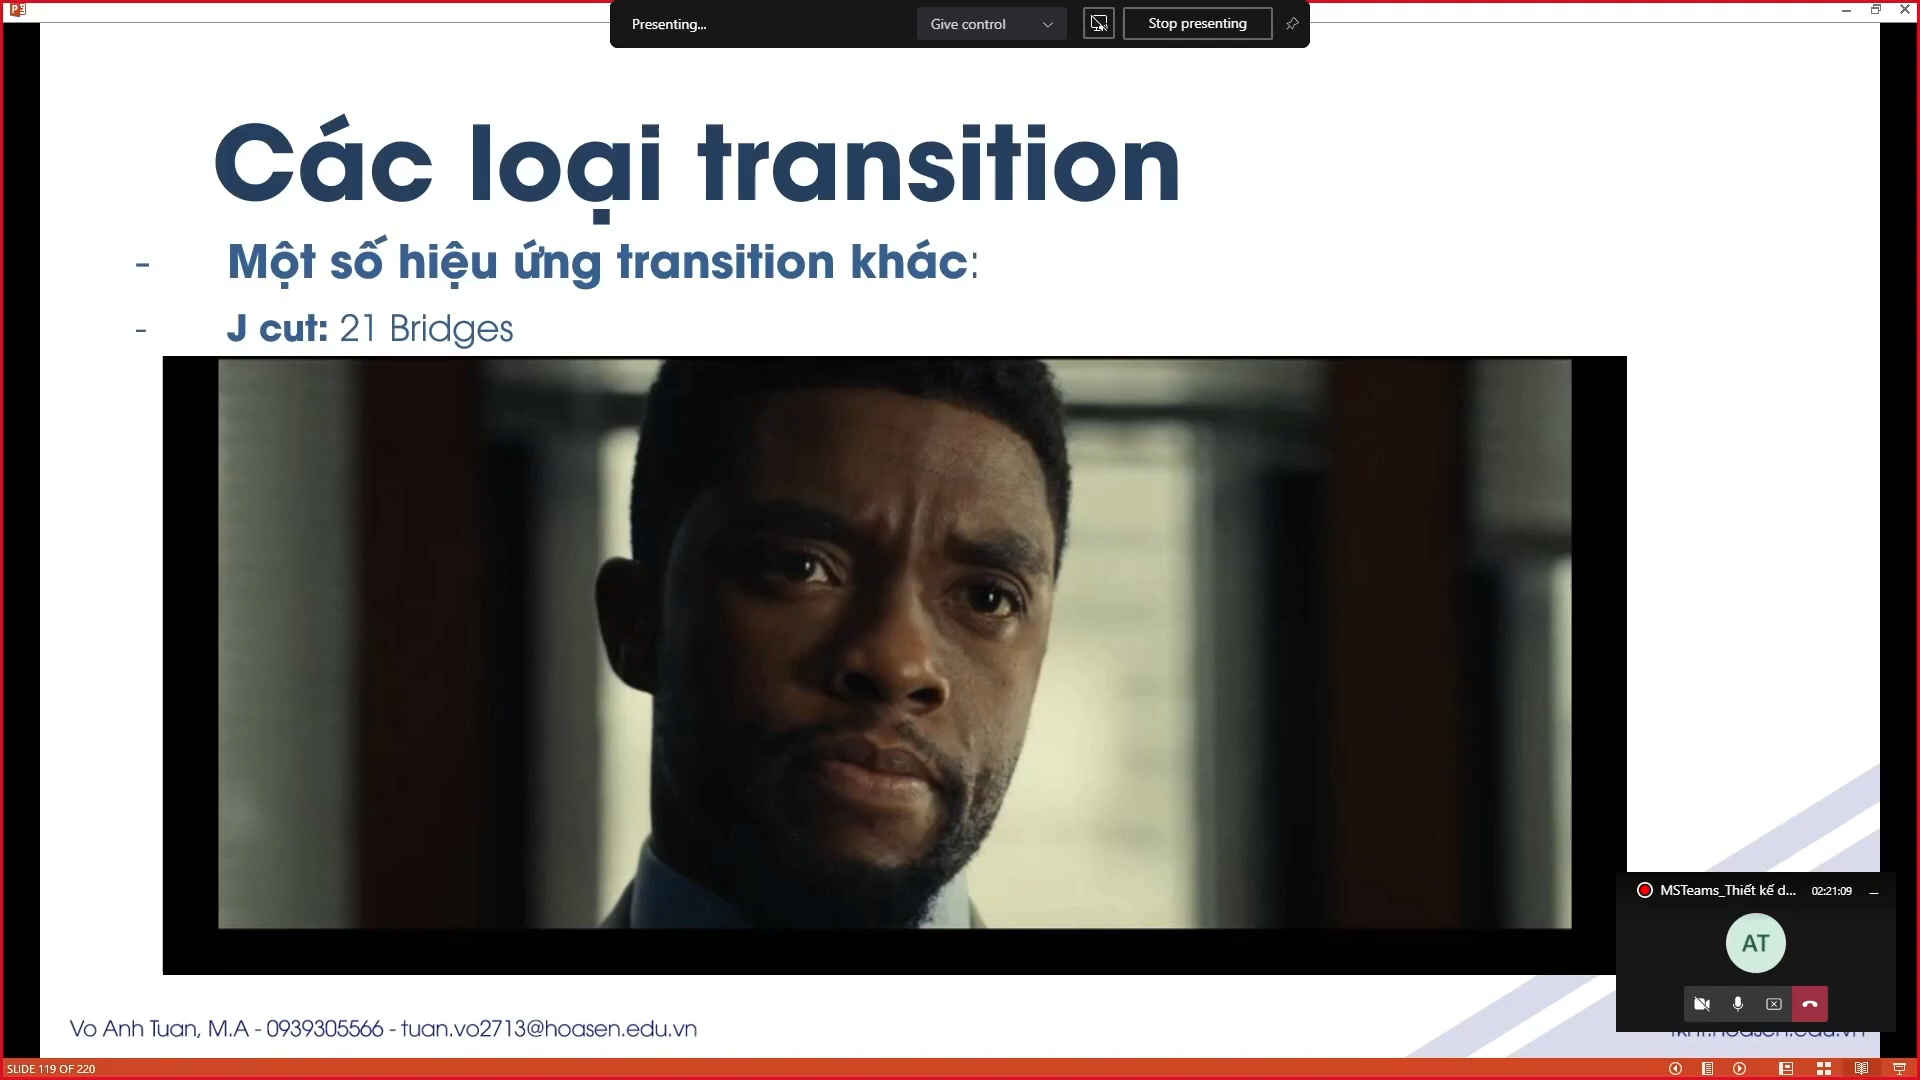 Presenting...
Give control
Stop presenting
Các loại transition
- Một số hiệu ứng transition khác:
- J cut: 21 Bridges
MSTeams_Thiết kế d...
02:21:09
AT
Vo Anh Tuan, M.A - 0939305566 - tuan.vo2713@hoasen.edu.vn
SLIDE 119 OF 220